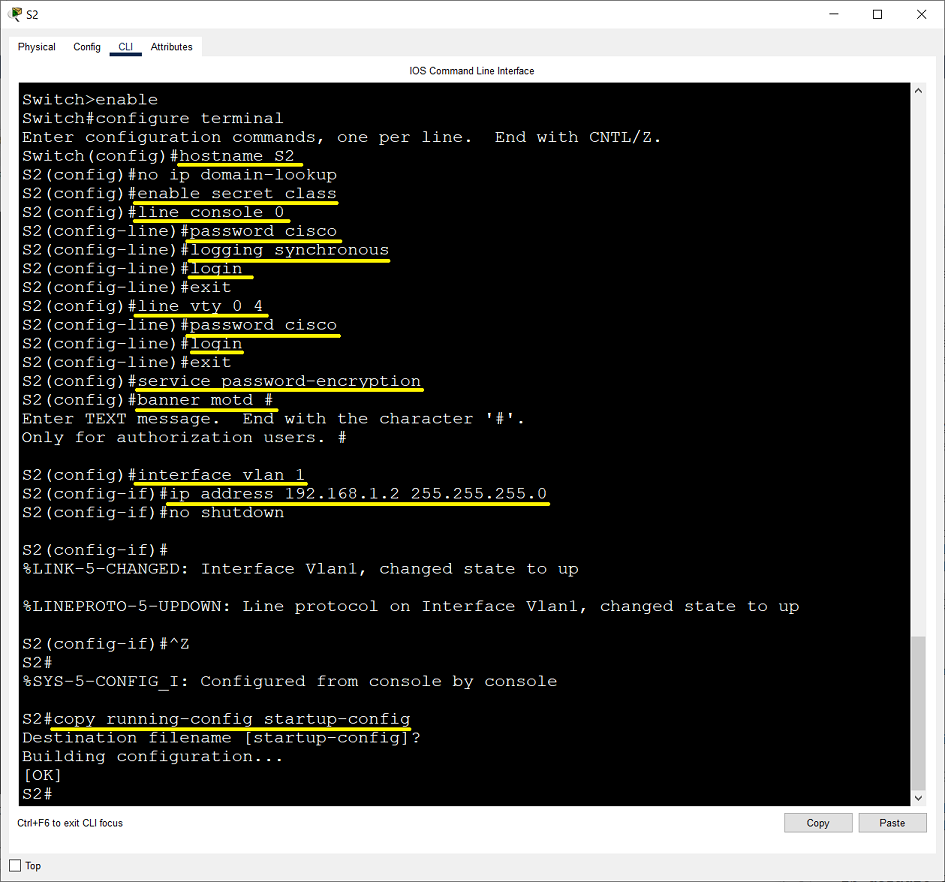 S2
Physical Config CLI Attributes
IOS Command Line Interface
Switch>enable
Switch#configure terminal
Enter configuration commands, one per line.  End with CNTL/Z.
Switch(config)#hostname S2
S2(config)#no ip domain-lookup
S2(config)#enable secret class
S2(config)#line console 0
S2(config-line)#password cisco
S2(config-line)#logging synchronous
S2(config-line)#login
S2(config-line)#exit
S2(config)#line vty 0 4
S2(config-line)#password cisco
S2(config-line)#login
S2(config-line)#exit
S2(config)#service password-encryption
S2(config)#banner motd #
Enter TEXT message.  End with the character '#'.
Only for authorization users. #
S2(config)#interface vlan 1
S2(config-if)#ip address 192.168.1.2 255.255.255.0
S2(config-if)#no shutdown
S2(config-if)#
%LINK-5-CHANGED: Interface Vlan1, changed state to up
%LINEPROTO-5-UPDOWN: Line protocol on Interface Vlan1, changed state to up
S2(config-if)#^Z
S2#
%SYS-5-CONFIG_I: Configured from console by console
S2#copy running-config startup-config
Destination filename [startup-config]?
Building configuration...
[OK]
S2#
Ctrl+F6 to exit CLI focus
Copy Paste
Top